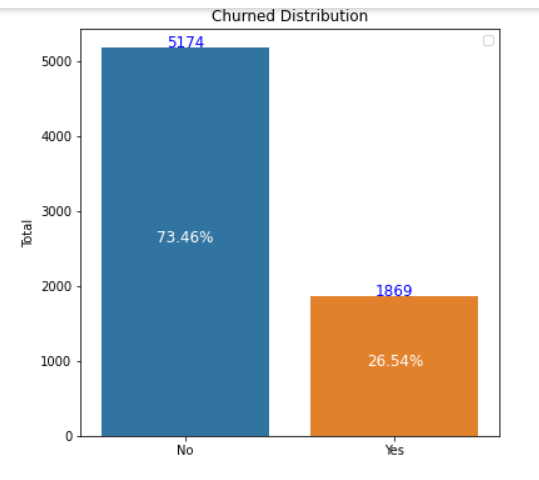 Churned Distribution
5174
5000
4000
3000
73.46%
Total
2000
1869
1000
26.54%
0
No
Yes